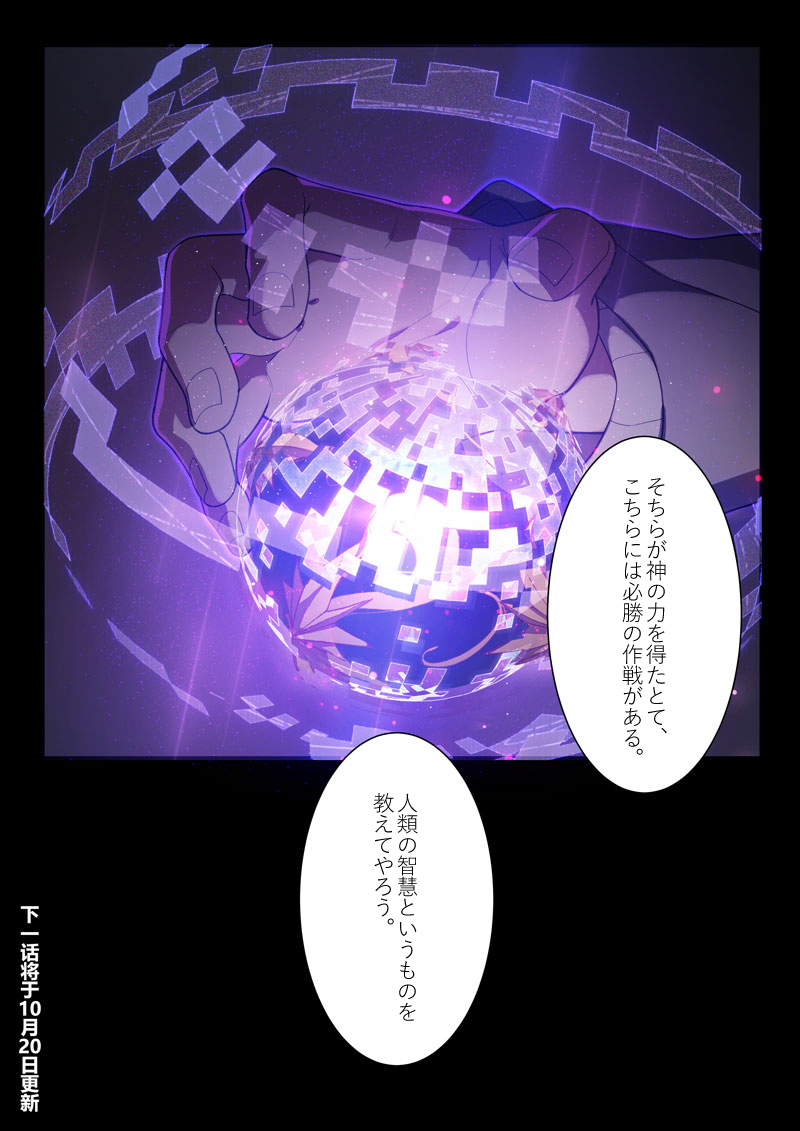 そちらが神の力を得たとて、
こちらには必勝の作戦がある。
人類の智慧というものを
教えてやろう。
下一话将于10月20日更新